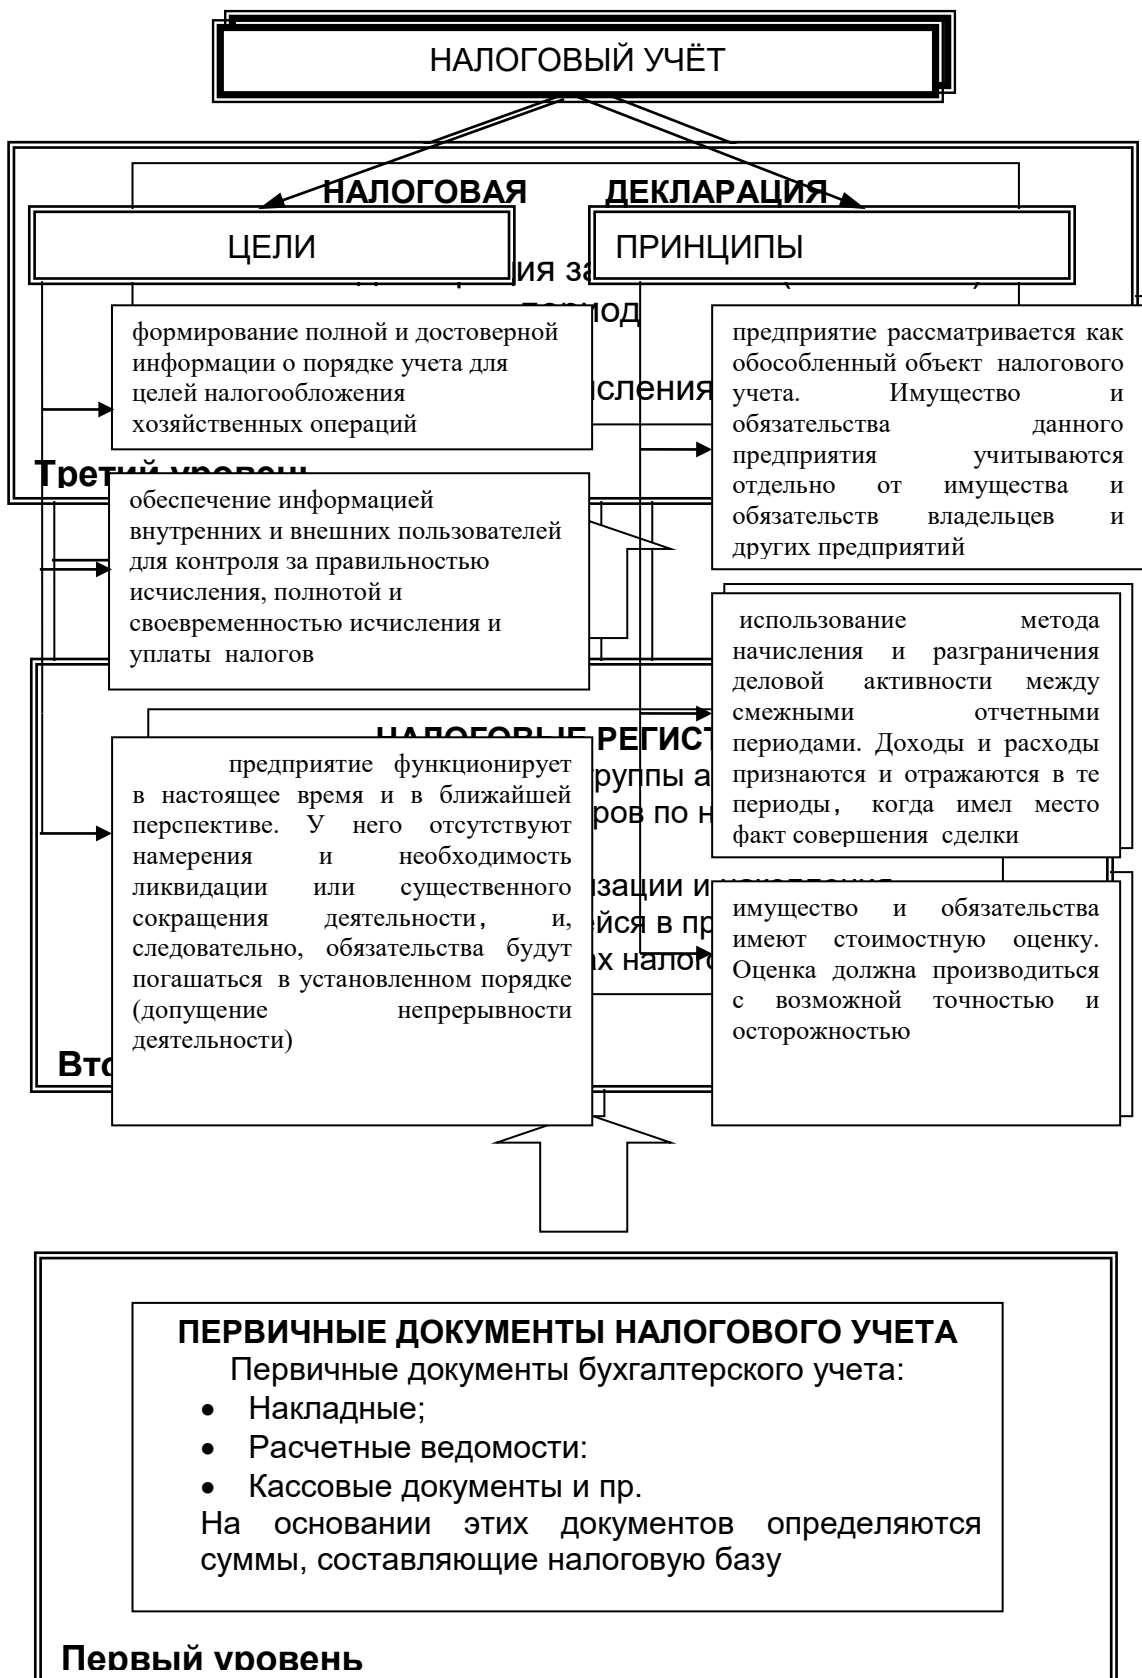 НАЛОГОВЫЙ УЧЁТ
НАЛОГОВАЯ ДЕКЛАРАЦИЯ
ЦЕЛИ
ПРИНЦИПЫ
формирование полной и достоверной
информации о порядке учета для
целей налогообложения
хозяйственных операций
Третий уровень
обеспечение информацией
внутренних и внешних пользователей
для контроля за правильностью
исчисления, полнотой и
своевременностью исчисления и
уплаты налогов
предприятие функционирует
в настоящее время и в ближайшей
перспективе. У него отсутствуют
намерения и необходимость
ликвидации или существенного
сокращения деятельности, и,
следовательно, обязательства будут
погашаться в установленном порядке
(допущение непрерывности
деятельности)
предприятие рассматривается как
обособленный объект налогового
учета. Имущество и
обязательства данного
предприятия учитываются
отдельно от имущества и
обязательств владельцев и
других предприятий
использование метода
начисления и разграничения
деловой активности между
смежными отчетными
периодами. Доходы и расходы
признаются и отражаются в те
периоды, когда имел место
факт совершения сделки
имущество и обязательства
имеют стоимостную оценку.
Оценка должна производиться
с возможной точностью и
осторожностью
НАЛОГОВЫЕ
ПЕРВИЧНЫЕ ДОКУМЕНТЫ НАЛОГОВОГО УЧЕТА
Первичные документы бухгалтерского учета:
• Накладные;
• Расчетные ведомости:
• Кассовые документы и пр.
На основании этих документов определяются
суммы, составляющие налоговую базу
Первый уровень